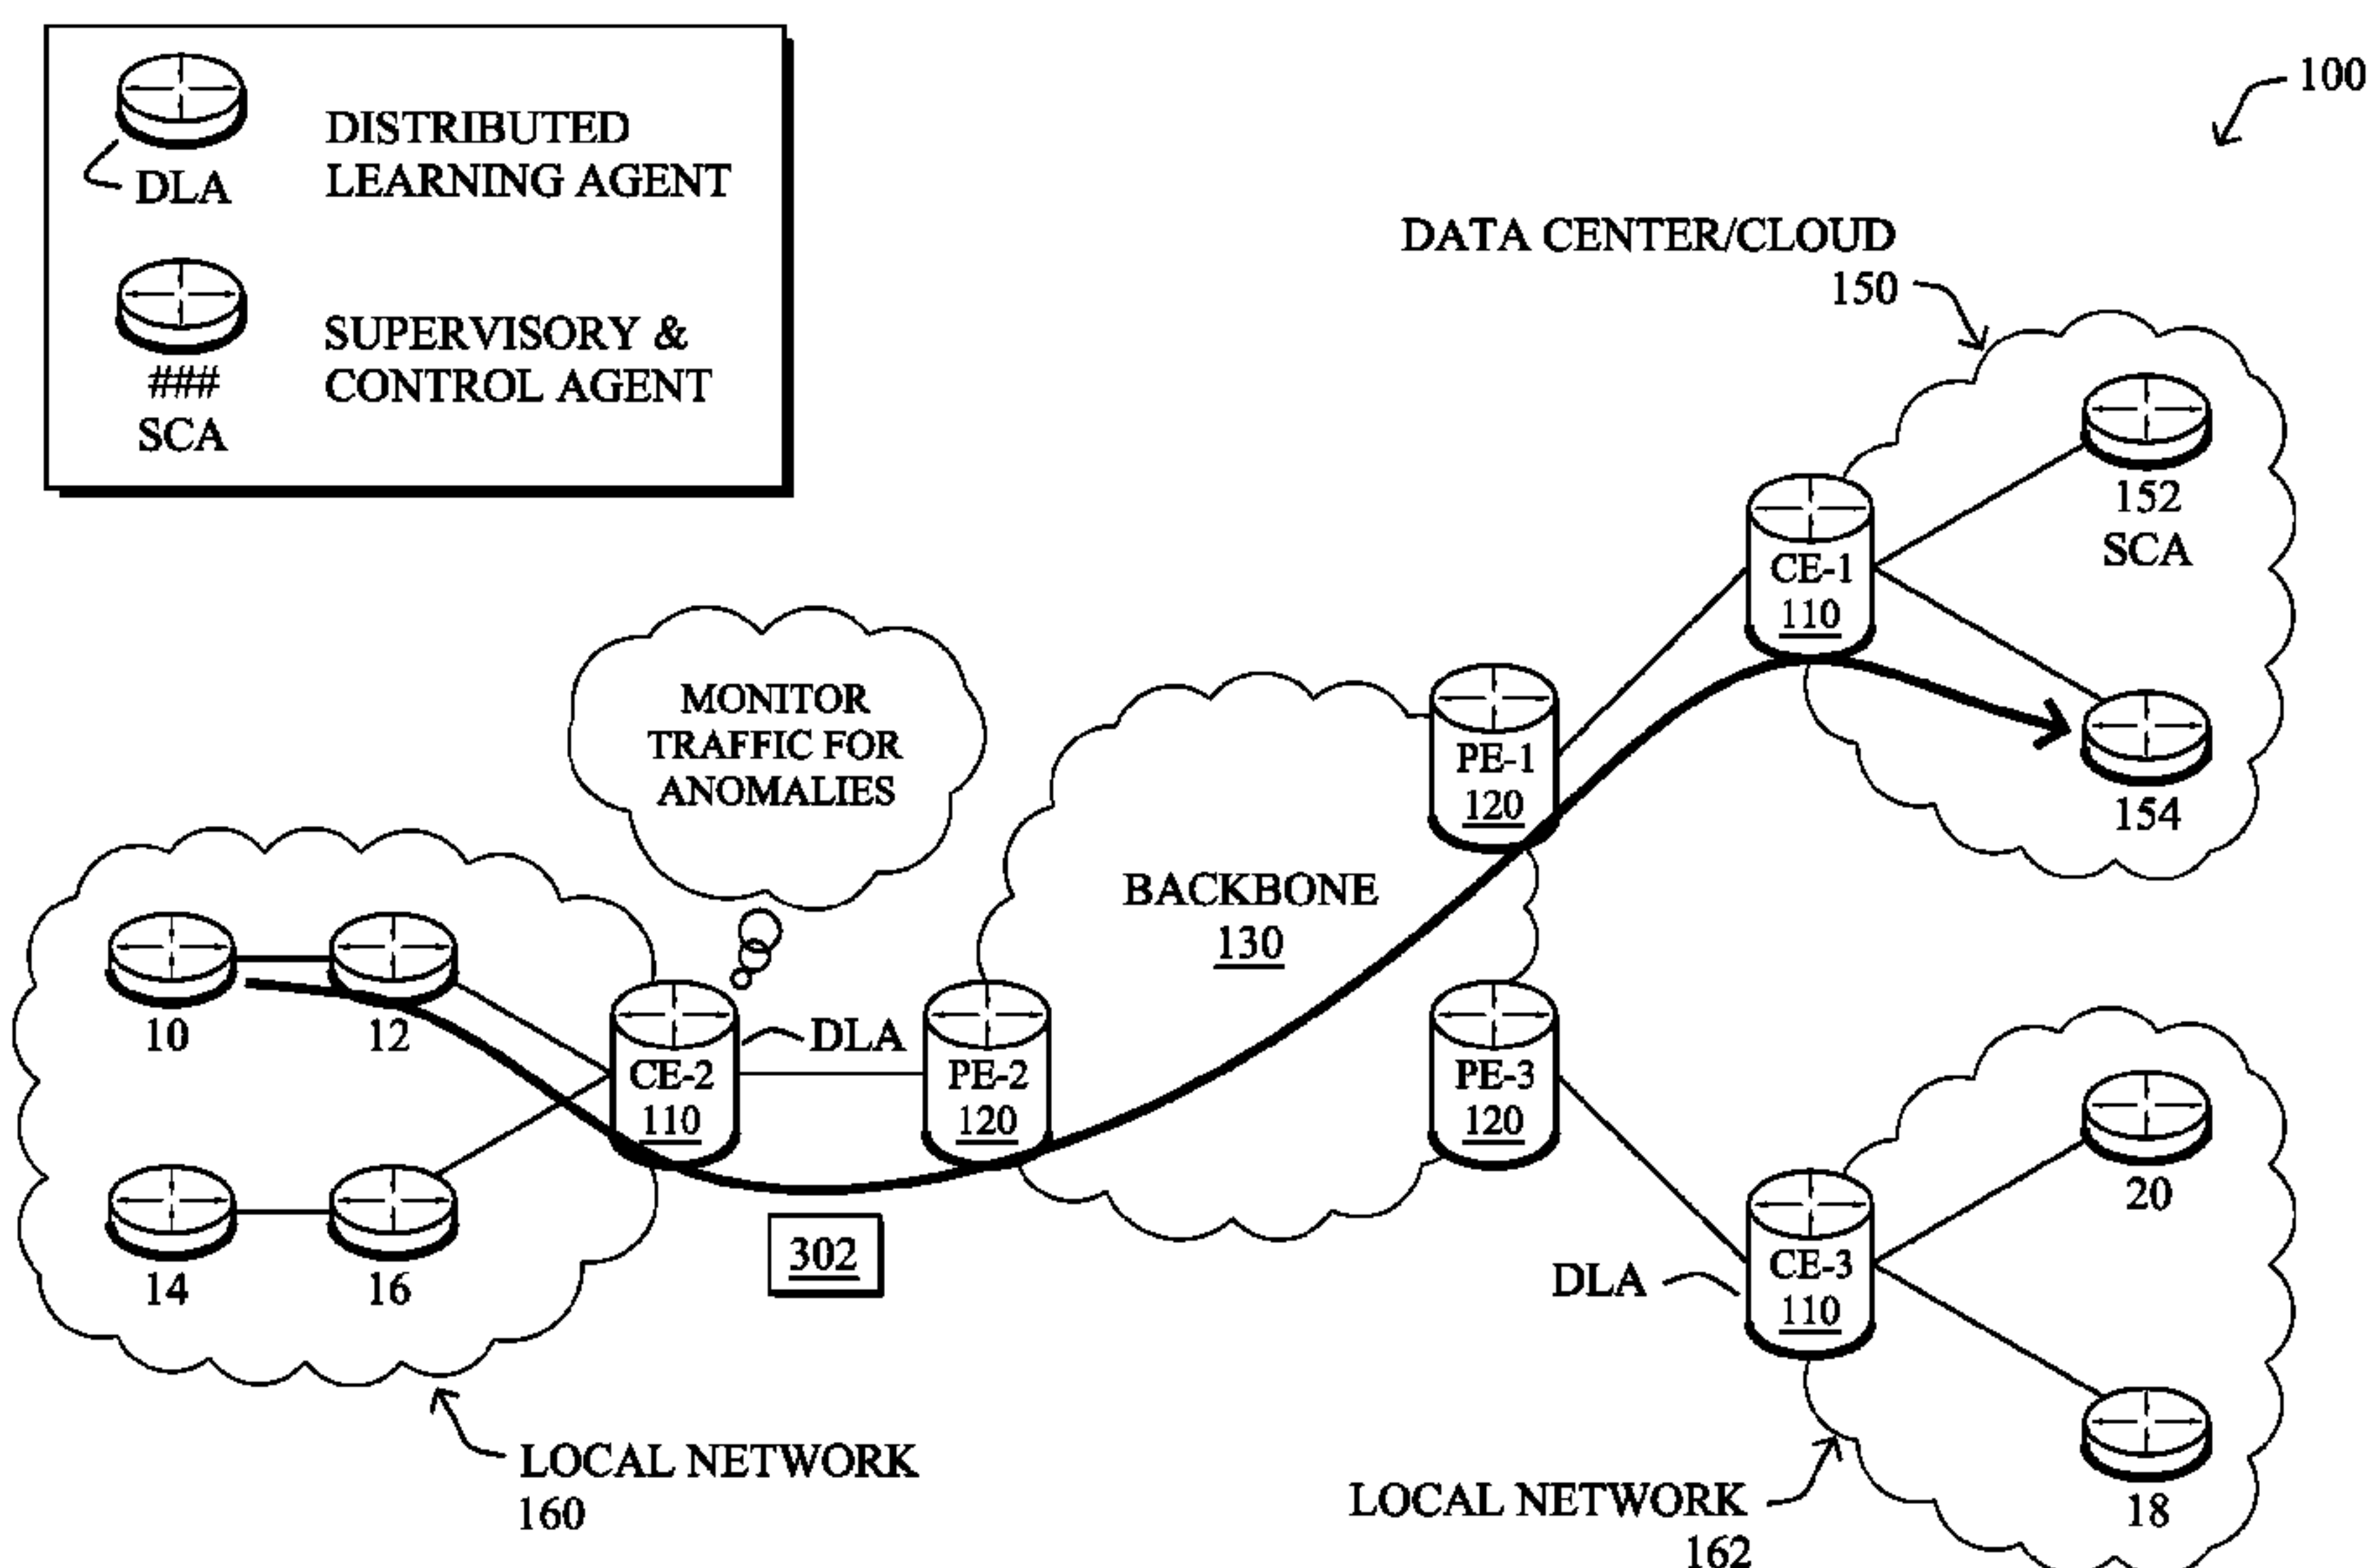 DLA
DISTRIBUTED
LEARNING AGENT
###
SCA
SUPERVISORY &
CONTROL AGENT
100
DATA CENTER/CLOUD
150
152
SCA
CE-1
110
154
MONITOR
TRAFFIC FOR
ANOMALIES
PE-1
120
BACKBONE
130
10
12
CE-2
110
DLA
PE-2
120
PE-3
120
14
16
302
20
CE-3
110
DLA
18
LOCAL NETWORK
160
LOCAL NETWORK
162